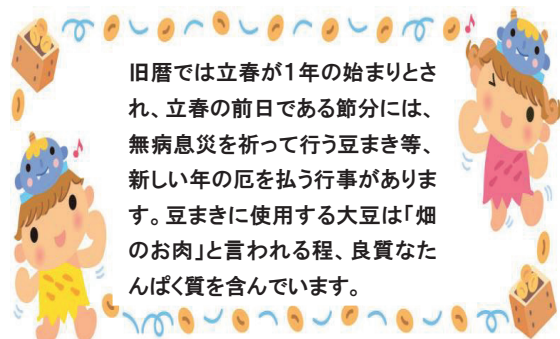 旧暦では立春が1年の始まりとさ
れ、立春の前日である節分には、
無病息災を祈って行う豆まき等、
新しい年の厄を払う行事がありま
す。豆まきに使用する大豆は「畑
のお肉」と言われる程、良質なた
んぱく質を含んでいます。